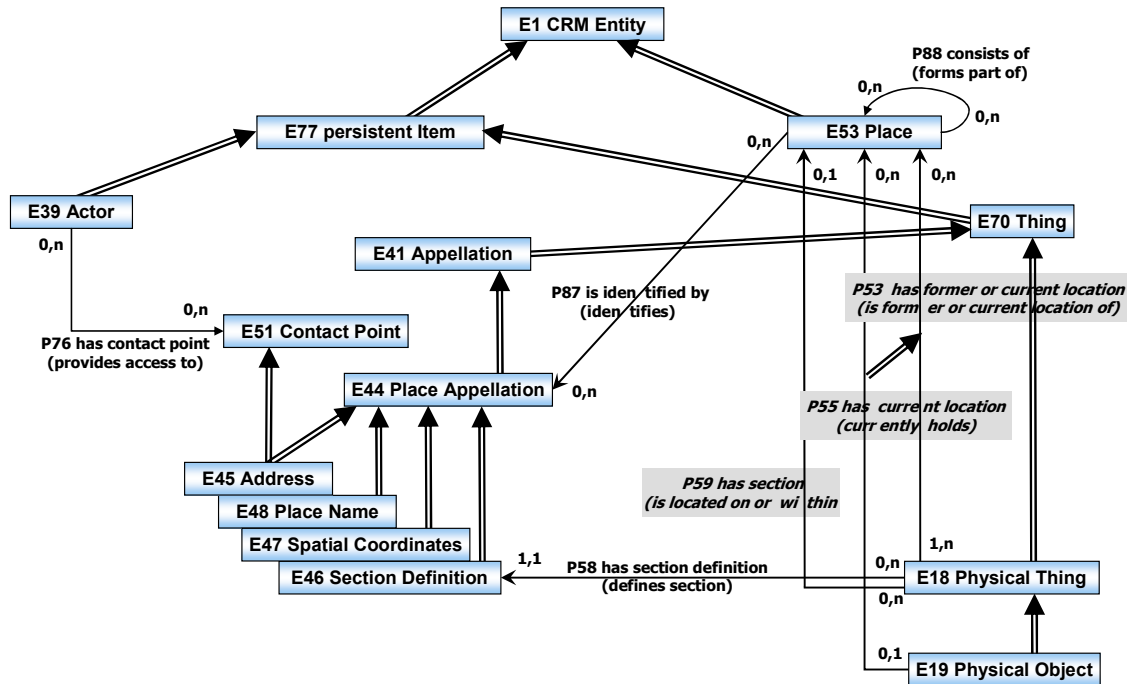 E1 CRM Entity
P88 consists of
(forms part of)
0,n
0,n
E77 persistent Item
E53 Place
0,n
0,1
0,n
0,n
E39 Actor
0,n
E70 Thing
E41 Appellation
P87 is iden tified by
(iden tifies)
P53 has former or current location
(is form er or current location of)
0,n
E51 Contact Point
P76 has contact point
(provides access to)
E44 Place Appellation
0,n
P55 has current location
(curr ently holds)
E45 Address
P59 has section
(is located on or wi thin
E48 Place Name
E47 Spatial Coordinates
1,n
1,1
P58 has section definition
(defines section)
0,n
E46 Section Definition
E18 Physical Thing
0,n
0,1
E19 Physical Object